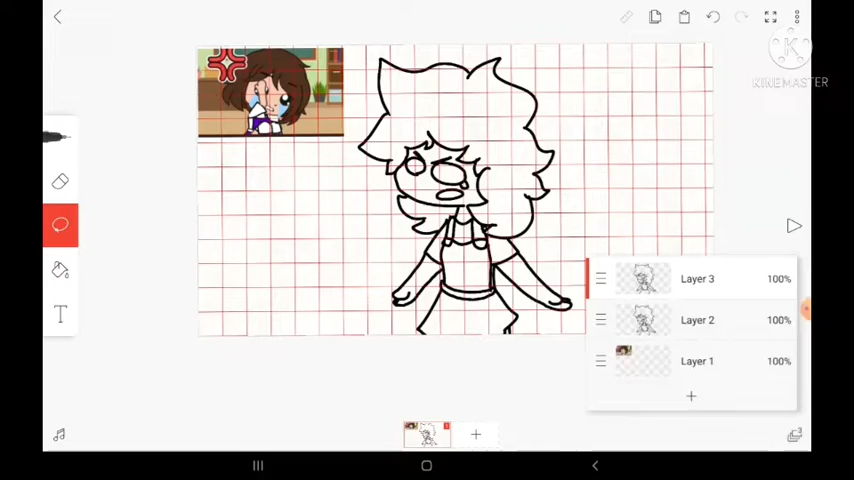 K
KINEMASTER
T
Layer 3 100%
Layer 2 100%
Layer 1 100%